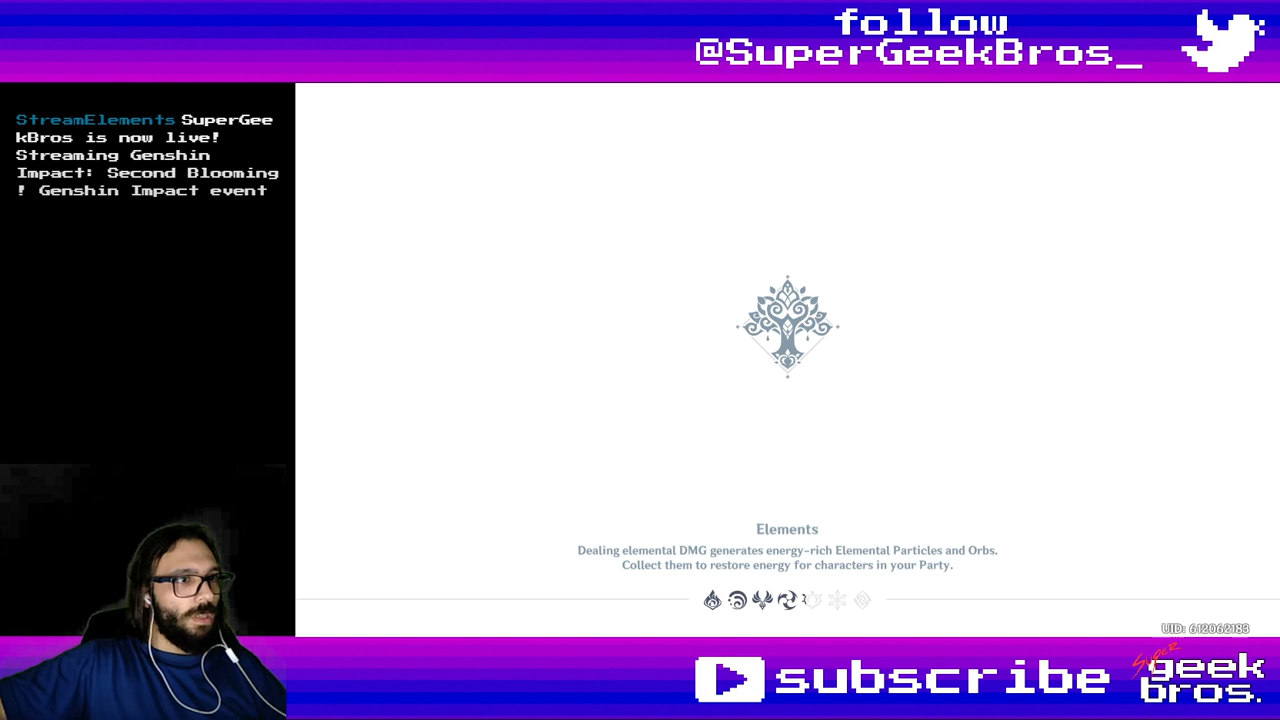 follow
@SuperGeekBros_
StreamElements SuperGee
kBros is now live!
Streaming Genshin
Impact: Second Blooming
! Genshin Impact event
Elements
Dealing elemental DMG generates energy-rich Elemental Particles and Orbs.
Collect them to restore energy for characters in your Party.
UID: 612062183
subscribe
SUPER
geek
bros.